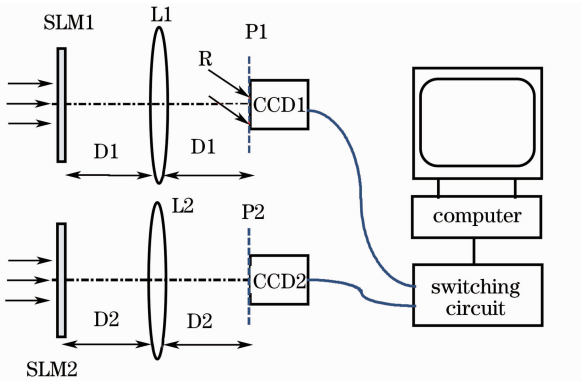 SLM1
L1
P1
R
CCD1
D1
D1
L2
P2
computer
CCD2
switching
circuit
D2
D2
SLM2